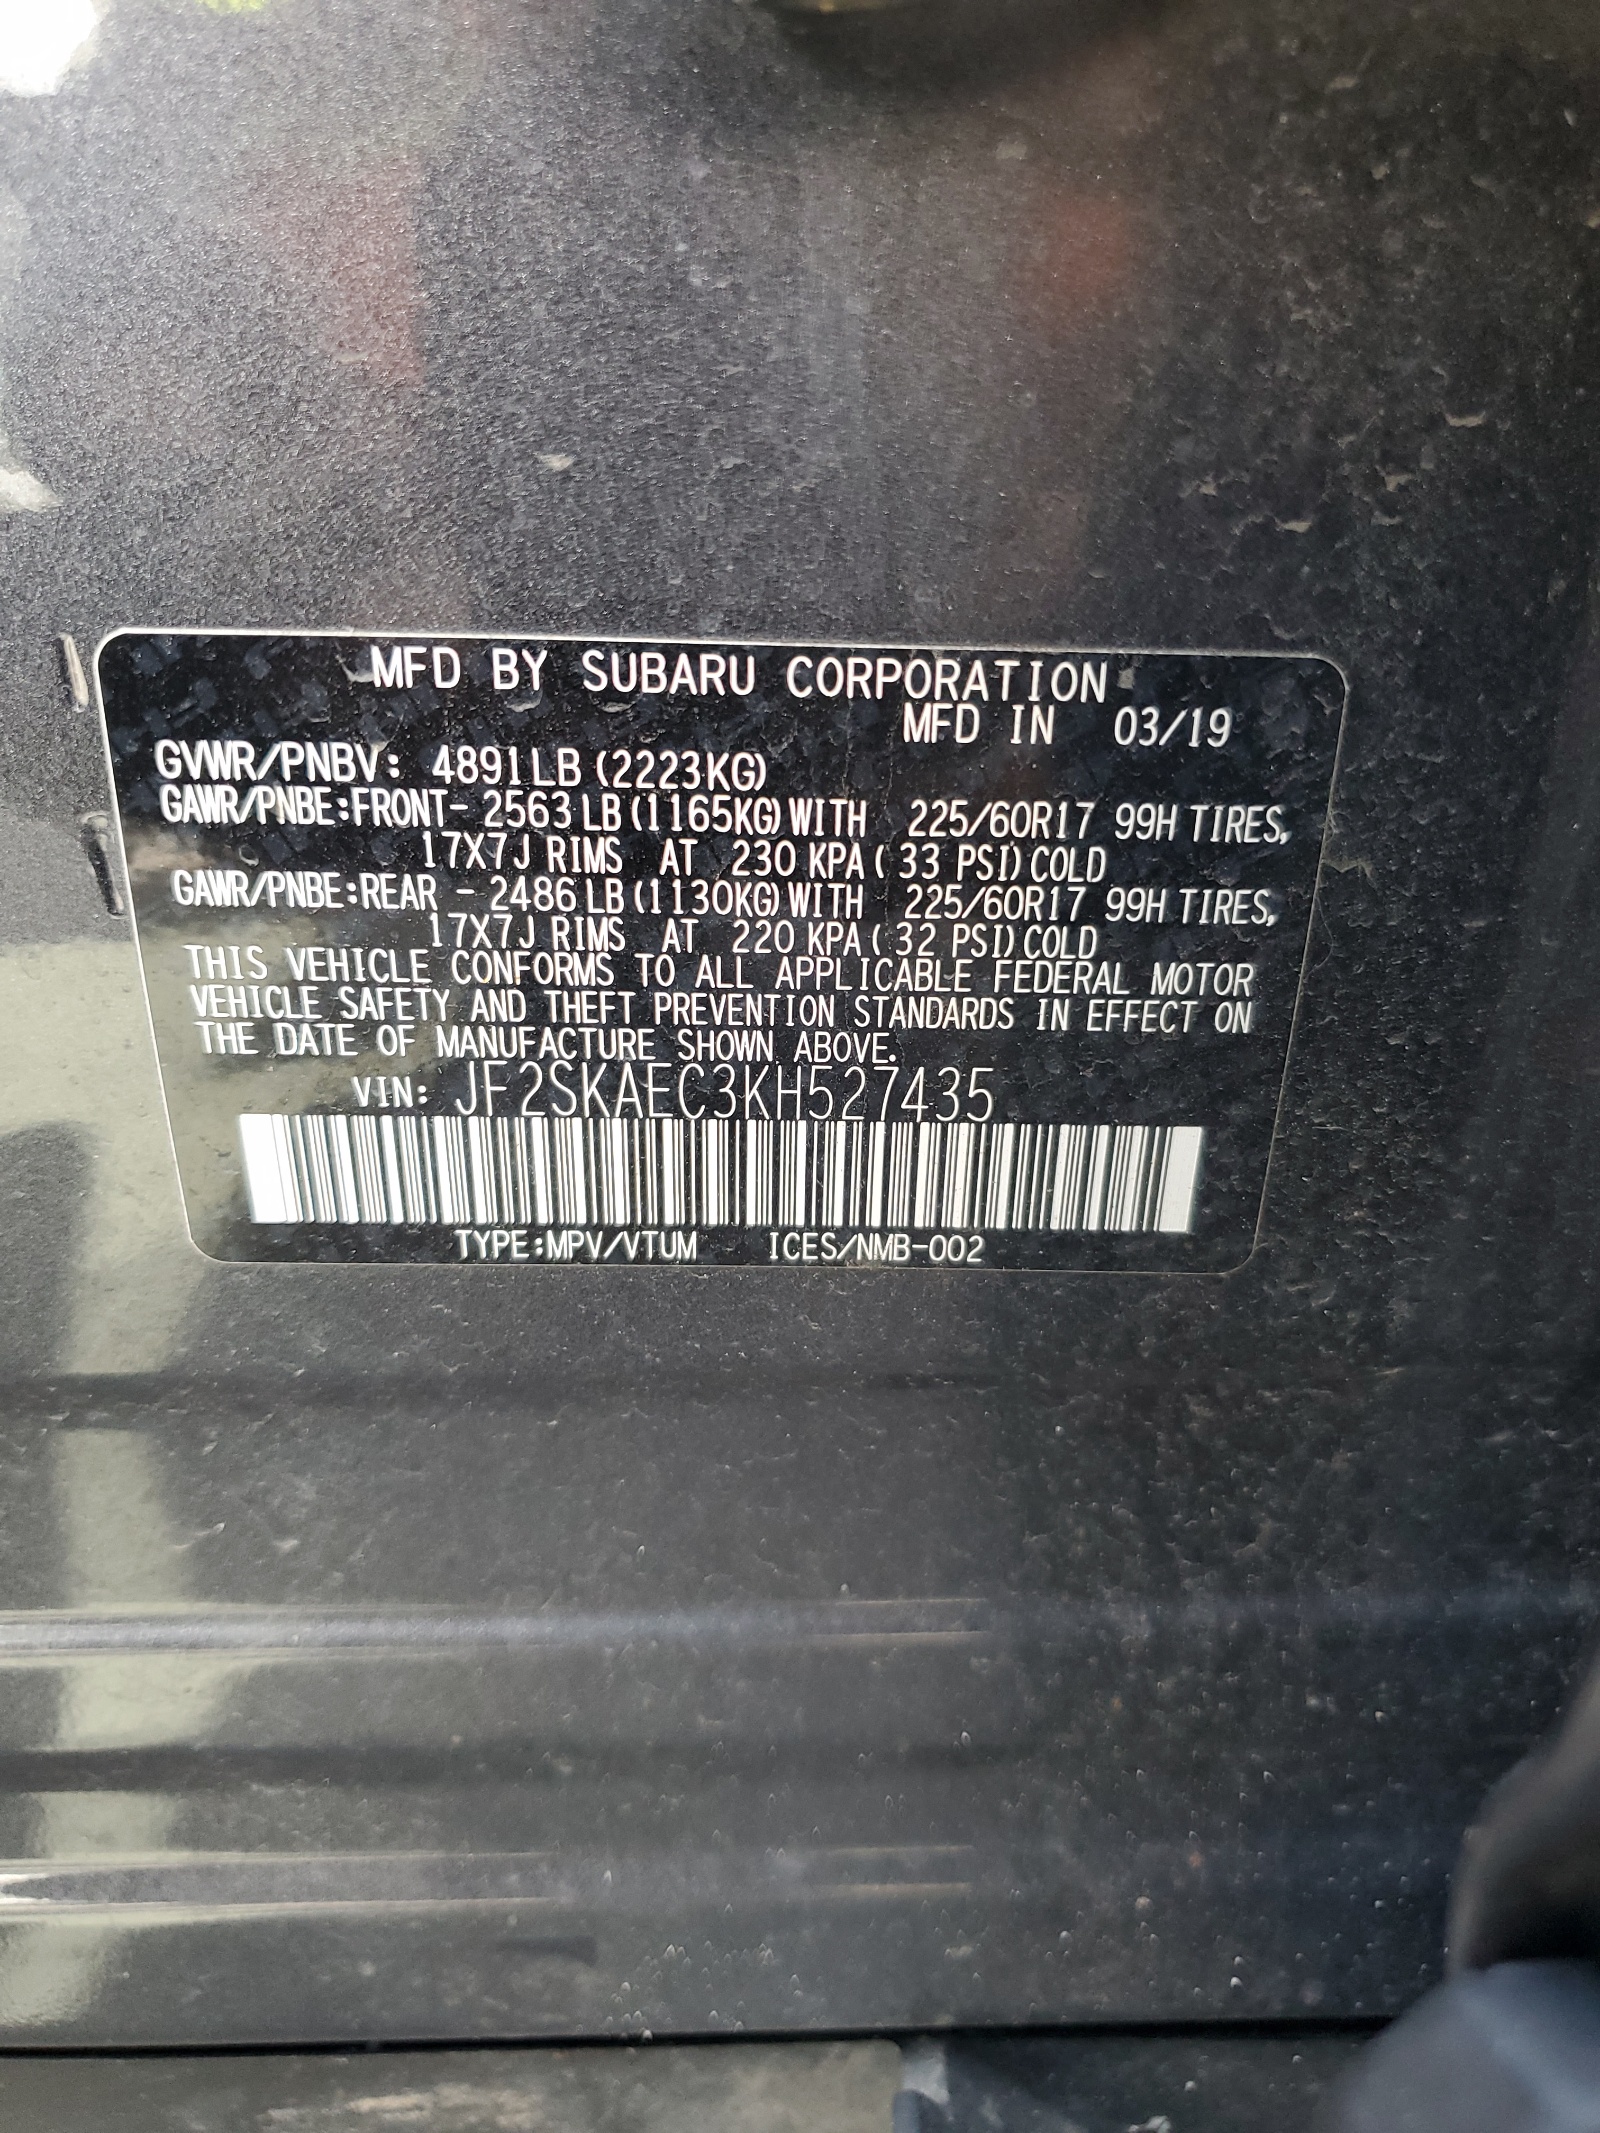 MFD BY SUBARU CORPORATION
MFD IN 03/19
GVWR/PNBV: 4891LB (2223KG)
GAWR/PNBE:FRONT- 2563LB(1165KG)WITH 225/60R17 99H TIRES,
17X7J RIMS AT 230 KPA( 33 PSI)COLD
GAWR/PNBE:REAR - 2486LB(1130KG)WITH 225/60R17 99H TIRES,
17X7J RIMS AT 220 KPA( 32 PSI)COLD
THIS VEHICLE CONFORMS TO ALL APPLICABLE FEDERAL MOTOR
VEHICLE SAFETY AND THEFT PREVENTION STANDARDS IN EFFECT ON
THE DATE OF MANUFACTURE SHOWN ABOVE.
VIN: JF2SKAEC3KH527435
TYPE:MPV/VTUM ICES/NMB-002